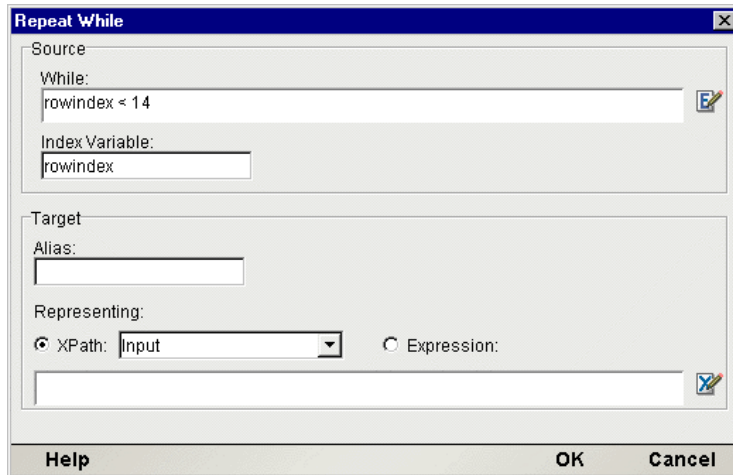 Repeat While
Source
While:
rowindex < 14
Index Variable:
rowindex
Target
Alias:
Representing:
XPath: Input Expression:
Help OK Cancel